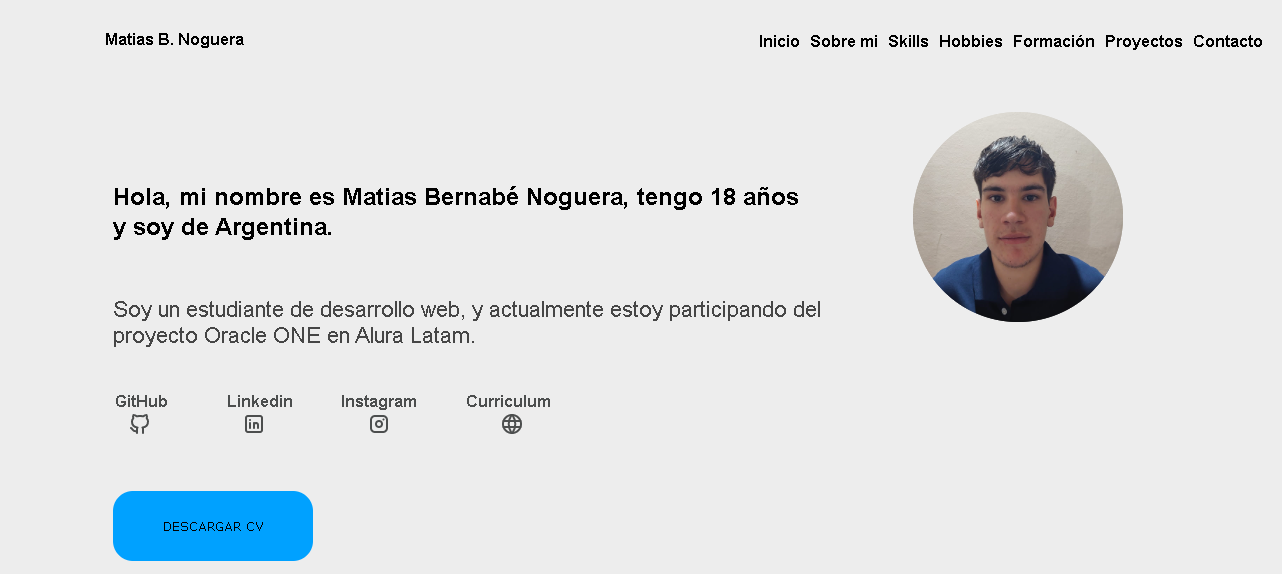 Matias B. Noguera
Inicio Sobre mi Skills Hobbies Formación Proyectos Contacto
Hola, mi nombre es Matias Bernabé Noguera, tengo 18 años
y soy de Argentina.
Soy un estudiante de desarrollo web, y actualmente estoy participando del
proyecto Oracle ONE en Alura Latam.
GitHub Linkedin Instagram Curriculum
DESCARGAR CV